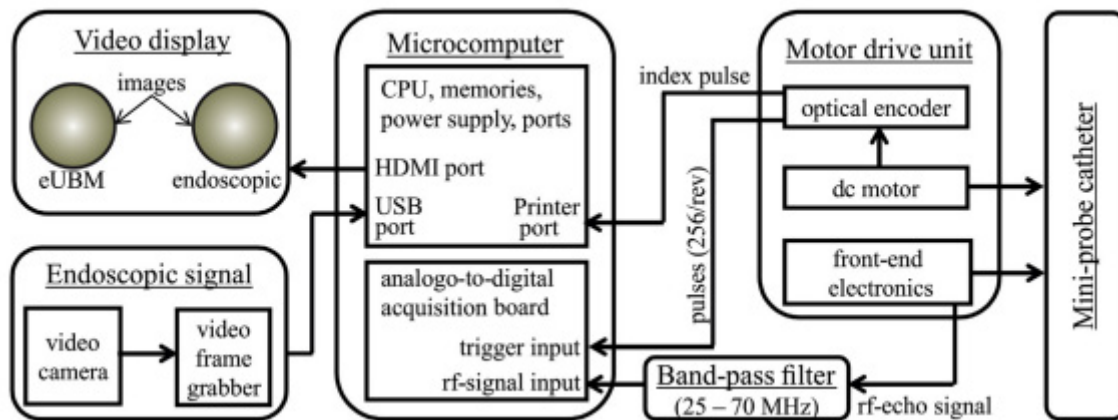 Video display
images
eUBM
endoscopic
Endoscopic signal
video
camera
video
frame
grabber
Microcomputer
CPU, memories,
power supply, ports
HDMI port
USB
port
Printer
port
analogo-to-digital
acquisition board
trigger input
rf-signal input
index pulse
pulses (256/rev)
Band-pass filter
(25 – 70 MHz)
rf-echo signal
Motor drive unit
optical encoder
dc motor
front-end
electronics
Mini-probe catheter